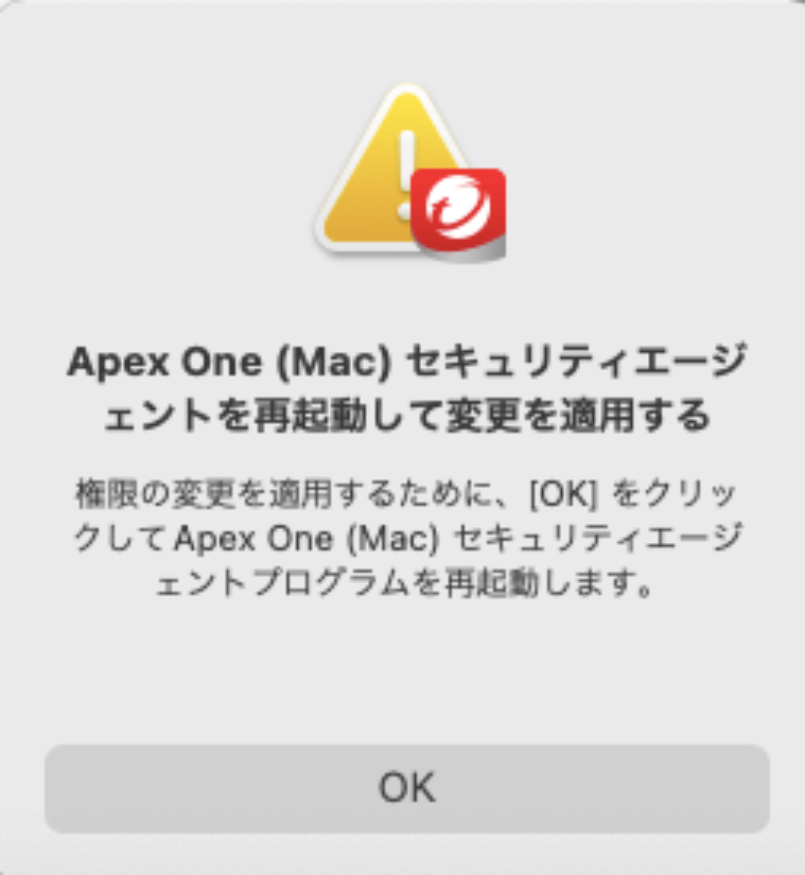 Apex One (Mac) セキュリティエージ
ェントを再起動して変更を適用する
権限の変更を適用するために、[OK] をクリッ
クしてApex One (Mac) セキュリティエージ
ェントプログラムを再起動します。
OK